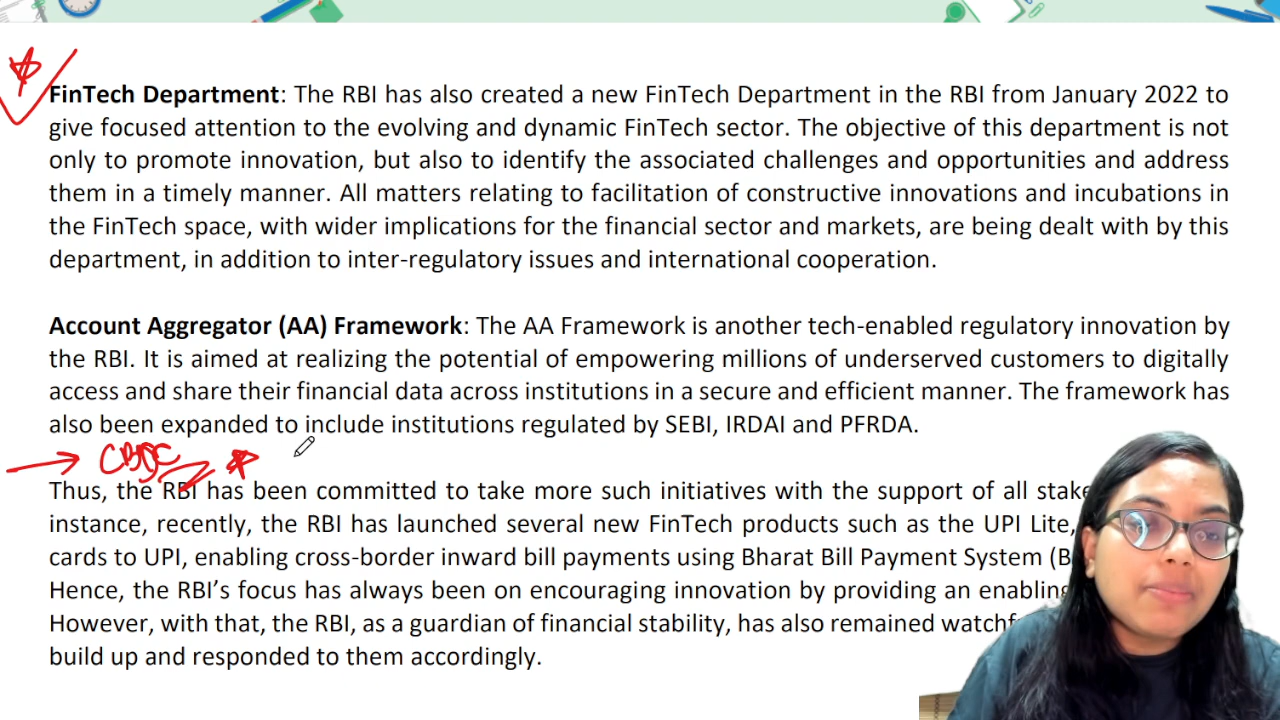 FinTech Department: The RBI has also created a new FinTech Department in the RBI from January 2022 to
give focused attention to the evolving and dynamic FinTech sector. The objective of this department is not
only to promote innovation, but also to identify the associated challenges and opportunities and address
them in a timely manner. All matters relating to facilitation of constructive innovations and incubations in
the FinTech space, with wider implications for the financial sector and markets, are being dealt with by this
department, in addition to inter-regulatory issues and international cooperation.
Account Aggregator (AA) Framework: The AA Framework is another tech-enabled regulatory innovation by
the RBI. It is aimed at realizing the potential of empowering millions of underserved customers to digitally
access and share their financial data across institutions in a secure and efficient manner. The framework has
also been expanded to include institutions regulated by SEBI, IRDAI and PFRDA.
CBDC
Thus, the RBI has been committed to take more such initiatives with the support of all
instance, recently, the RBI has launched several new FinTech products such as the UPI Lite,
cards to UPI, enabling cross-border inward bill payments using Bharat Bill Payment System
Hence, the RBI's focus has always been on encouraging innovation by providing an enabling
However, with that, the RBI, as a guardian of financial stability, has also remained
build up and responded to them accordingly.